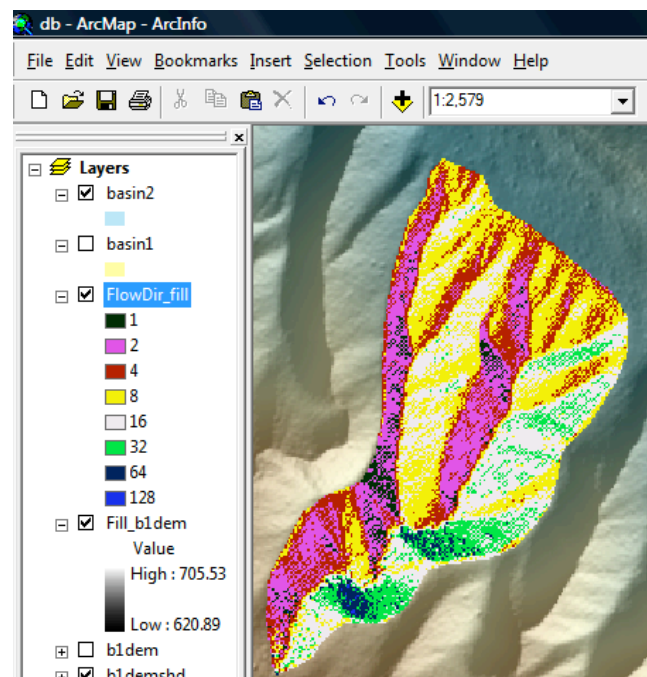 db - ArcMap - ArcInfo
File Edit View Bookmarks Insert Selection Tools Window Help
1:2,579
x
Layers
basin2
basin1
FlowDir_fill
1
2
4
8
16
32
64
128
Fill_b1dem
Value
High : 705.53
Low : 620.89
b1dem
b1demshd